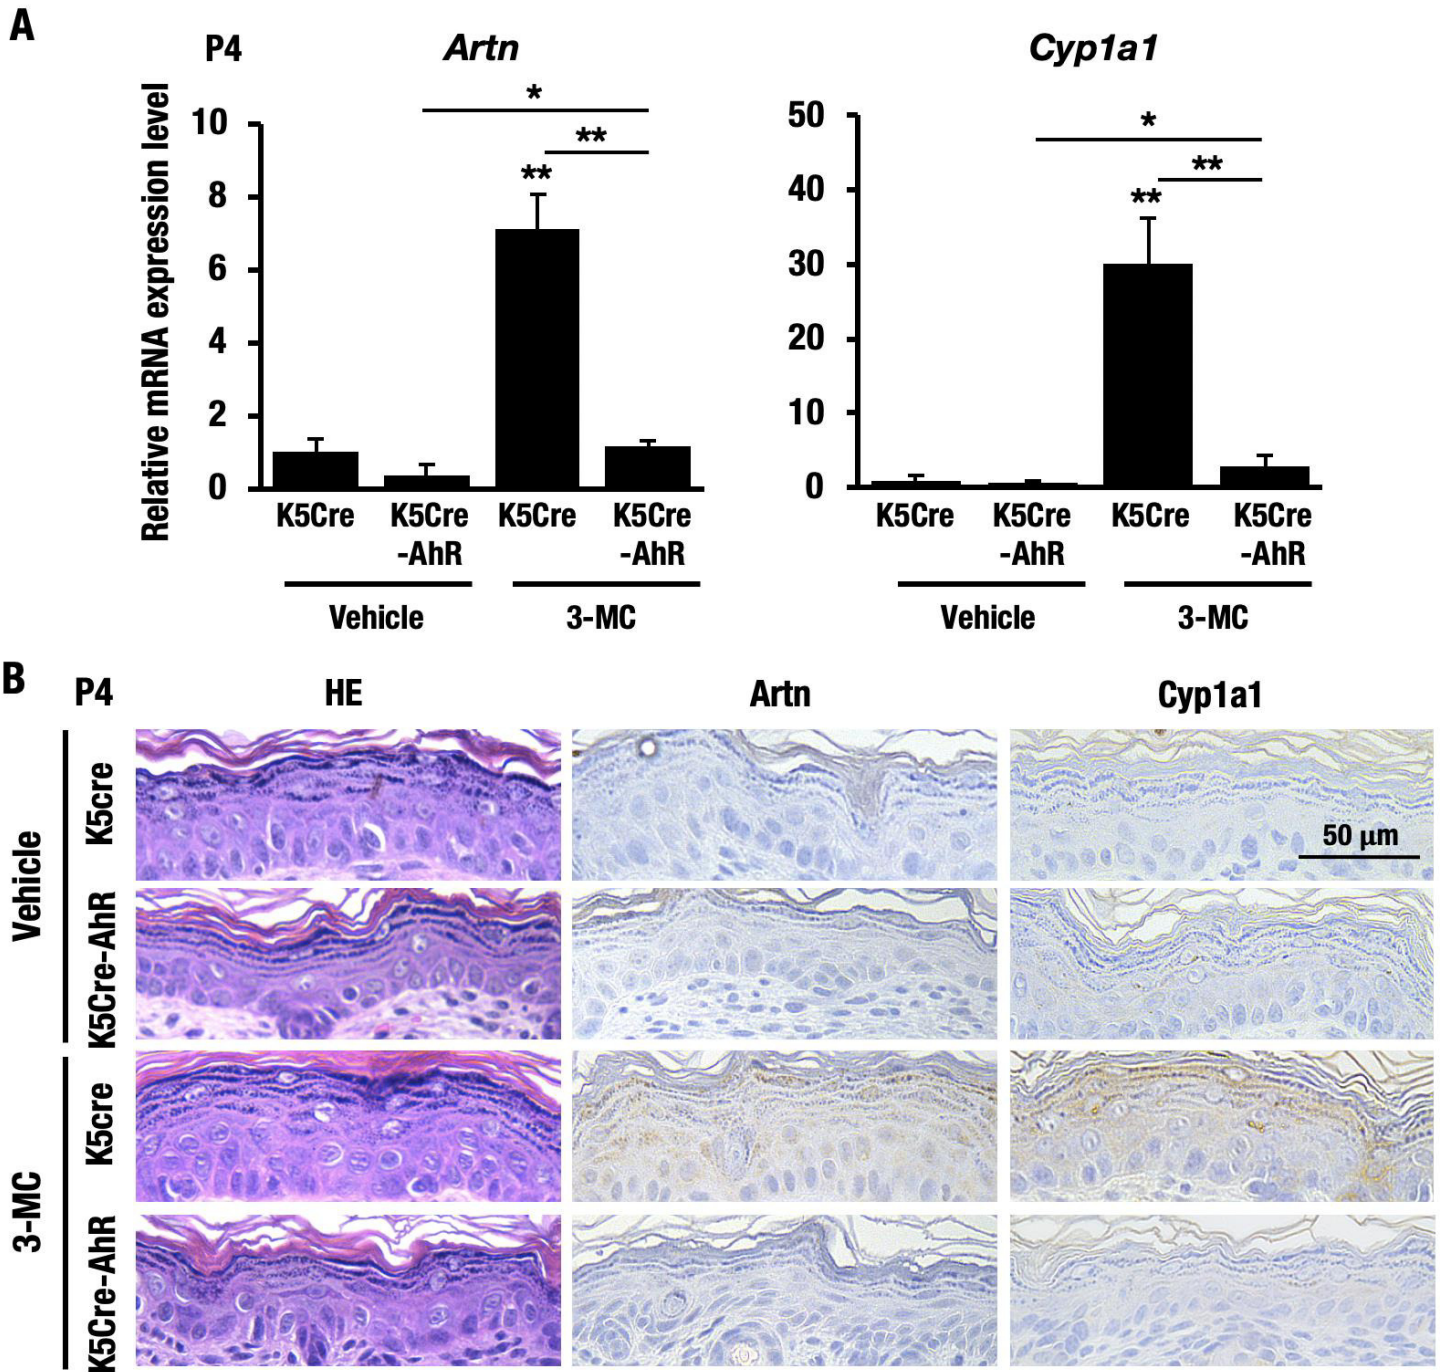 A
P4
Artn
Cyp1a1
Relative mRNA expression level
10
8
6
4
2
0
*
**
**
K5Cre
K5Cre
-AhR
K5Cre
K5Cre
-AhR
Vehicle
3-MC
50
40
30
20
10
0
*
**
**
K5Cre
K5Cre
-AhR
K5Cre
K5Cre
-AhR
Vehicle
3-MC
B
P4
HE
Artn
Cyp1a1
Vehicle
K5cre
50 μm
K5Cre-AhR
3-MC
K5cre
K5Cre-AhR